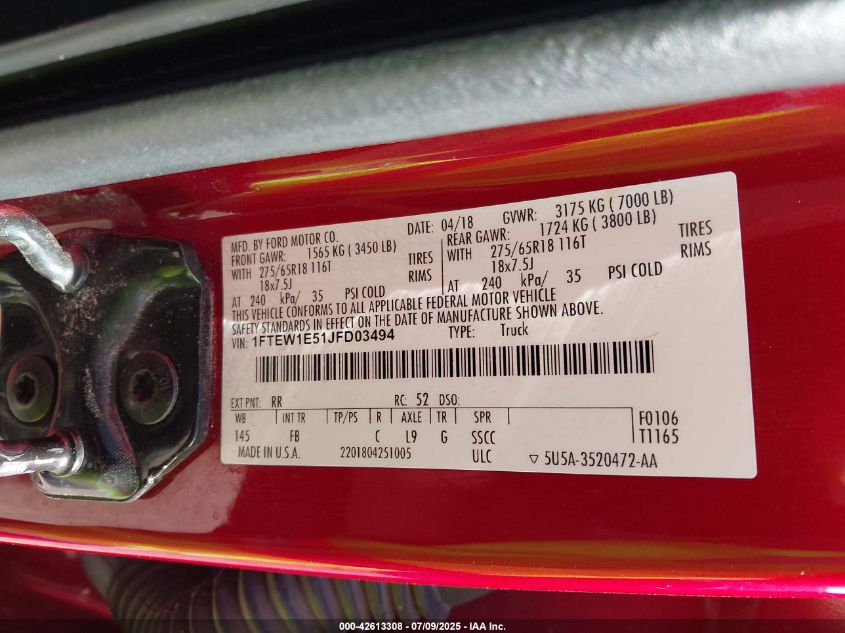 MFD. BY FORD MOTOR CO. DATE: 04/18 GVWR: 3175 KG ( 7000 LB)
FRONT GAWR: 1565 KG ( 3450 LB) REAR GAWR: 1724 KG ( 3800 LB)
WITH 275/65R18 116T TIRES WITH 275/65R18 116T TIRES
18x7.5J RIMS 18x7.5J RIMS
AT 240 kPa/ 35 PSI COLD AT 240 kPa/ 35 PSI COLD
THIS VEHICLE CONFORMS TO ALL APPLICABLE FEDERAL MOTOR VEHICLE
SAFETY STANDARDS IN EFFECT ON THE DATE OF MANUFACTURE SHOWN ABOVE.
VIN: 1FTEW1E51JFD03494 TYPE: Truck
EXT PNT: RR RC: 52 DSO:
WB INT TR TP/PS R AXLE TR SPR F0106
145 FB C L9 G SSCC T1165
MADE IN U.S.A. 2201804251005 ULC ▽ 5U5A-3520472-AA
000-42613308 - 07/09/2025 - IAA Inc.